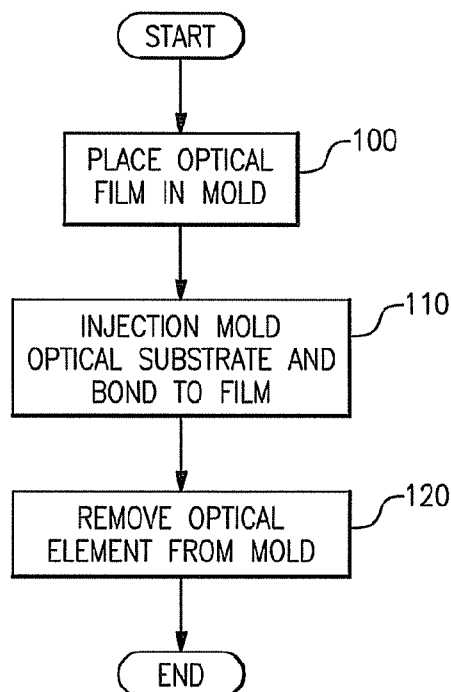 START
PLACE OPTICAL
FILM IN MOLD
100
INJECTION MOLD
OPTICAL SUBSTRATE AND
BOND TO FILM
110
REMOVE OPTICAL
ELEMENT FROM MOLD
120
END